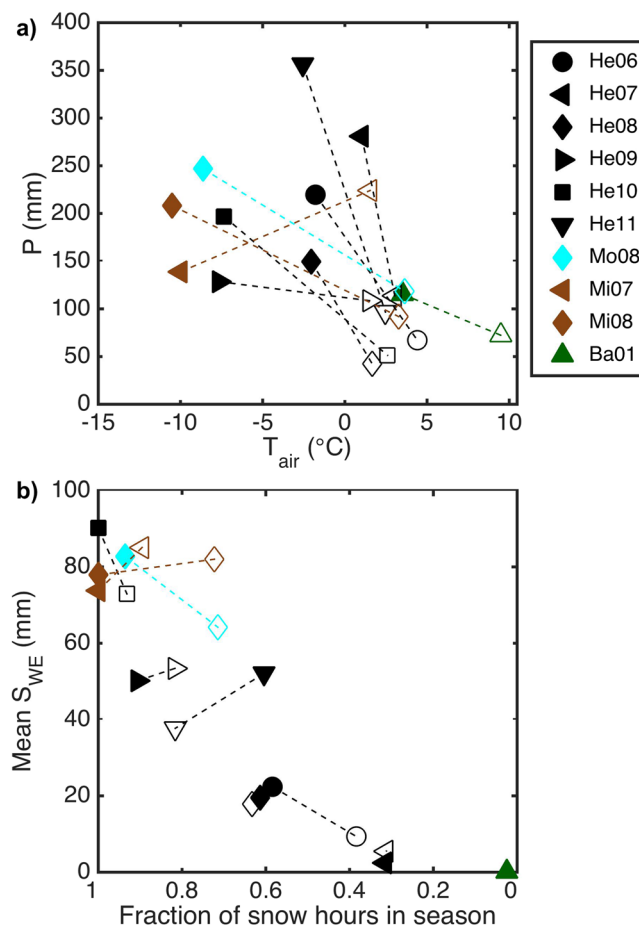 a)
400
350
300
250
200
150
100
50
0
P (mm)
-15 -10 -5 0 5 10
T_air (°C)
He06
He07
He08
He09
He10
He11
Mo08
Mi07
Mi08
Ba01
b)
100
80
60
40
20
0
Mean S_WE (mm)
1 0.8 0.6 0.4 0.2 0
Fraction of snow hours in season